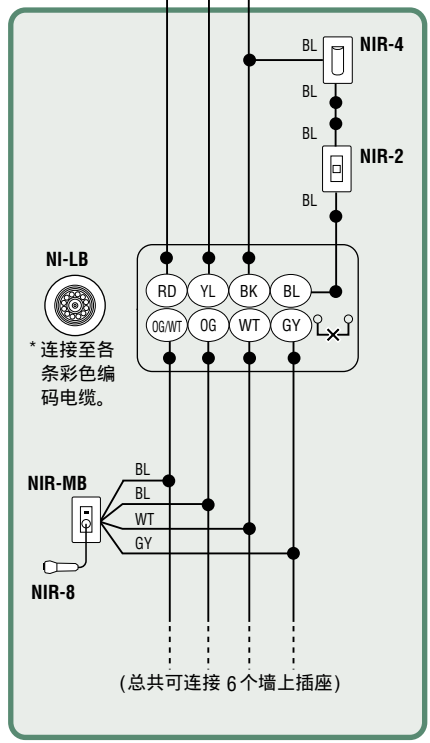 BL NIR-4
BL
BL
NIR-2
BL
NI-LB
RD YL BK BL
OG/WT OG WT GY
* 连接至各
条彩色编
码电缆。
BL
NIR-MB
BL
WT
GY
NIR-8
(总共可连接 6个墙上插座)